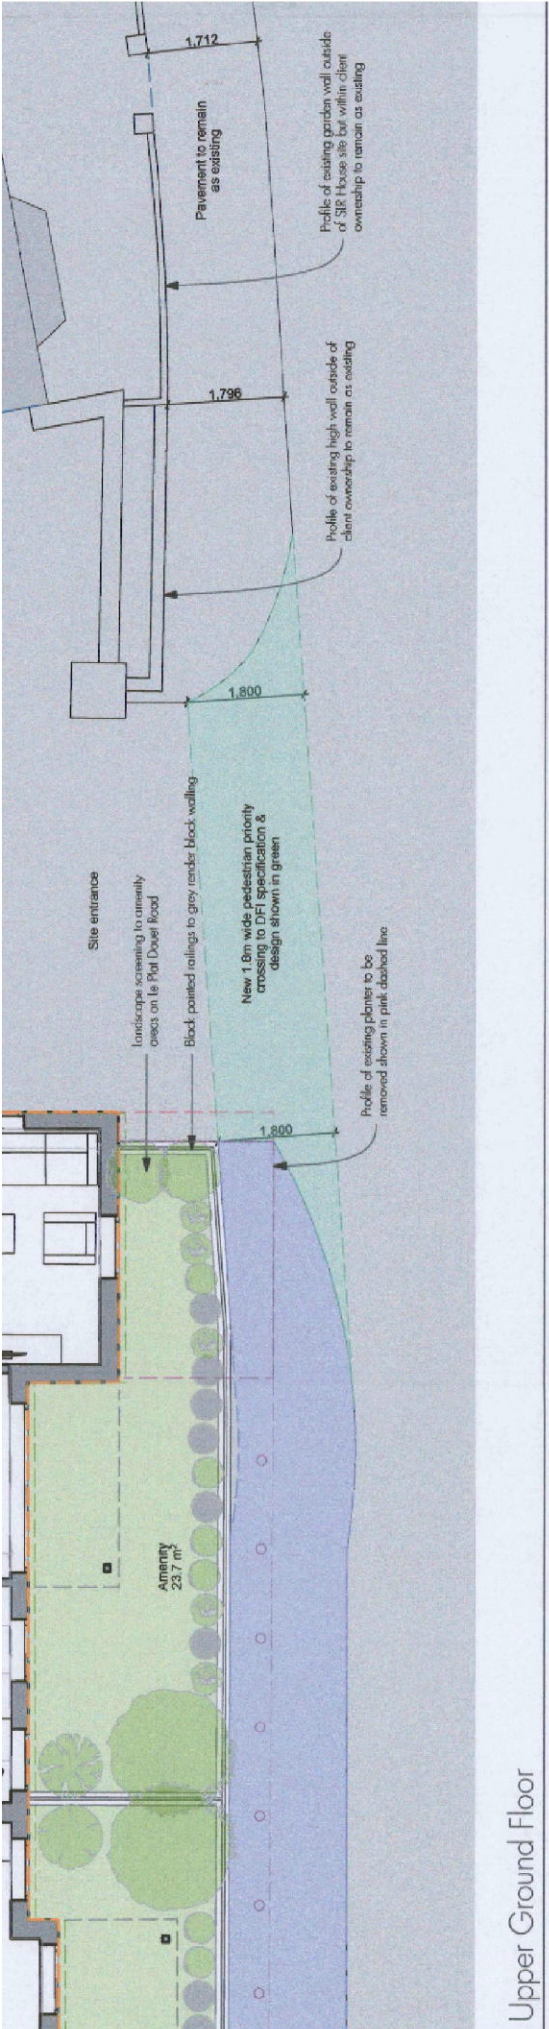 1.712
Pavement to remain
as existing
Profile of existing garden wall outside
of SIR House site but within client
ownership to remain as existing
1.796
Profile of existing high wall outside of
client ownership to remain as existing
1.800
Site entrance
Landscape screening to amenity
areas on Le Plat Douet Road
Black painted railings to grey render block walling
New 1.8m wide pedestrian priority
crossing to DFI specification &
design shown in green
Profile of existing planter to be
removed shown in pink dashed line
1.800
Amenity
23.7 m²
Upper Ground Floor